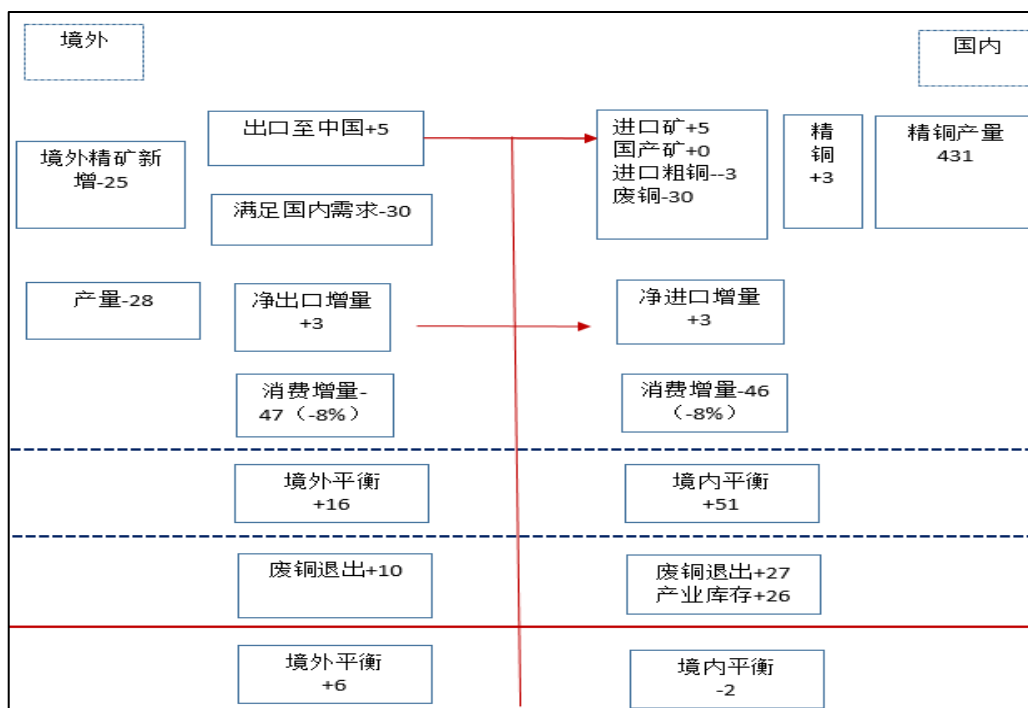 境外
国内
出口至中国+5
境外精矿新
增-25
满足国内需求-30
进口矿+5
国产矿+0
进口粗铜--3
废铜-30
精
铜
+3
精铜产量
431
产量-28
净出口增量
+3
净进口增量
+3
消费增量-
47（-8%）
消费增量-46
（-8%）
境外平衡
+16
境内平衡
+51
废铜退出+10
废铜退出+27
产业库存+26
境外平衡
+6
境内平衡
-2